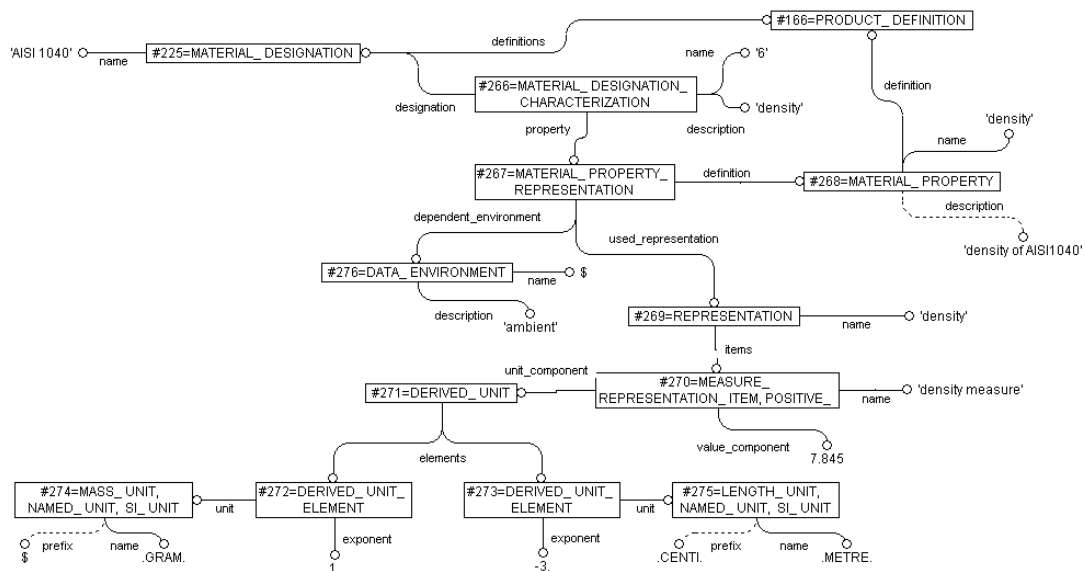 #166=PRODUCT_ DEFINITION
definitions
'AISI 1040'
name
#225=MATERIAL_ DESIGNATION
name
'6'
#266=MATERIAL_ DESIGNATION_
CHARACTERIZATION
designation
'density'
definition
property
description
'density'
name
#267=MATERIAL_ PROPERTY_
REPRESENTATION
definition
#268=MATERIAL_ PROPERTY
description
dependent_environment
used_representation
'density of AISI1040'
#276=DATA_ ENVIRONMENT
name
$
description
'ambient'
#269=REPRESENTATION
name
'density'
items
unit_component
#271=DERIVED_ UNIT
#270=MEASURE_
REPRESENTATION_ ITEM, POSITIVE_
name
'density measure'
value_component
7.845
elements
#274=MASS_ UNIT,
NAMED_ UNIT, SI_ UNIT
unit
#272=DERIVED_ UNIT_
ELEMENT
#273=DERIVED_ UNIT_
ELEMENT
unit
#275=LENGTH_ UNIT,
NAMED_ UNIT, SI_ UNIT
prefix
name
exponent
exponent
prefix
name
$
.GRAM.
1
-3.
.CENTI.
.METRE.